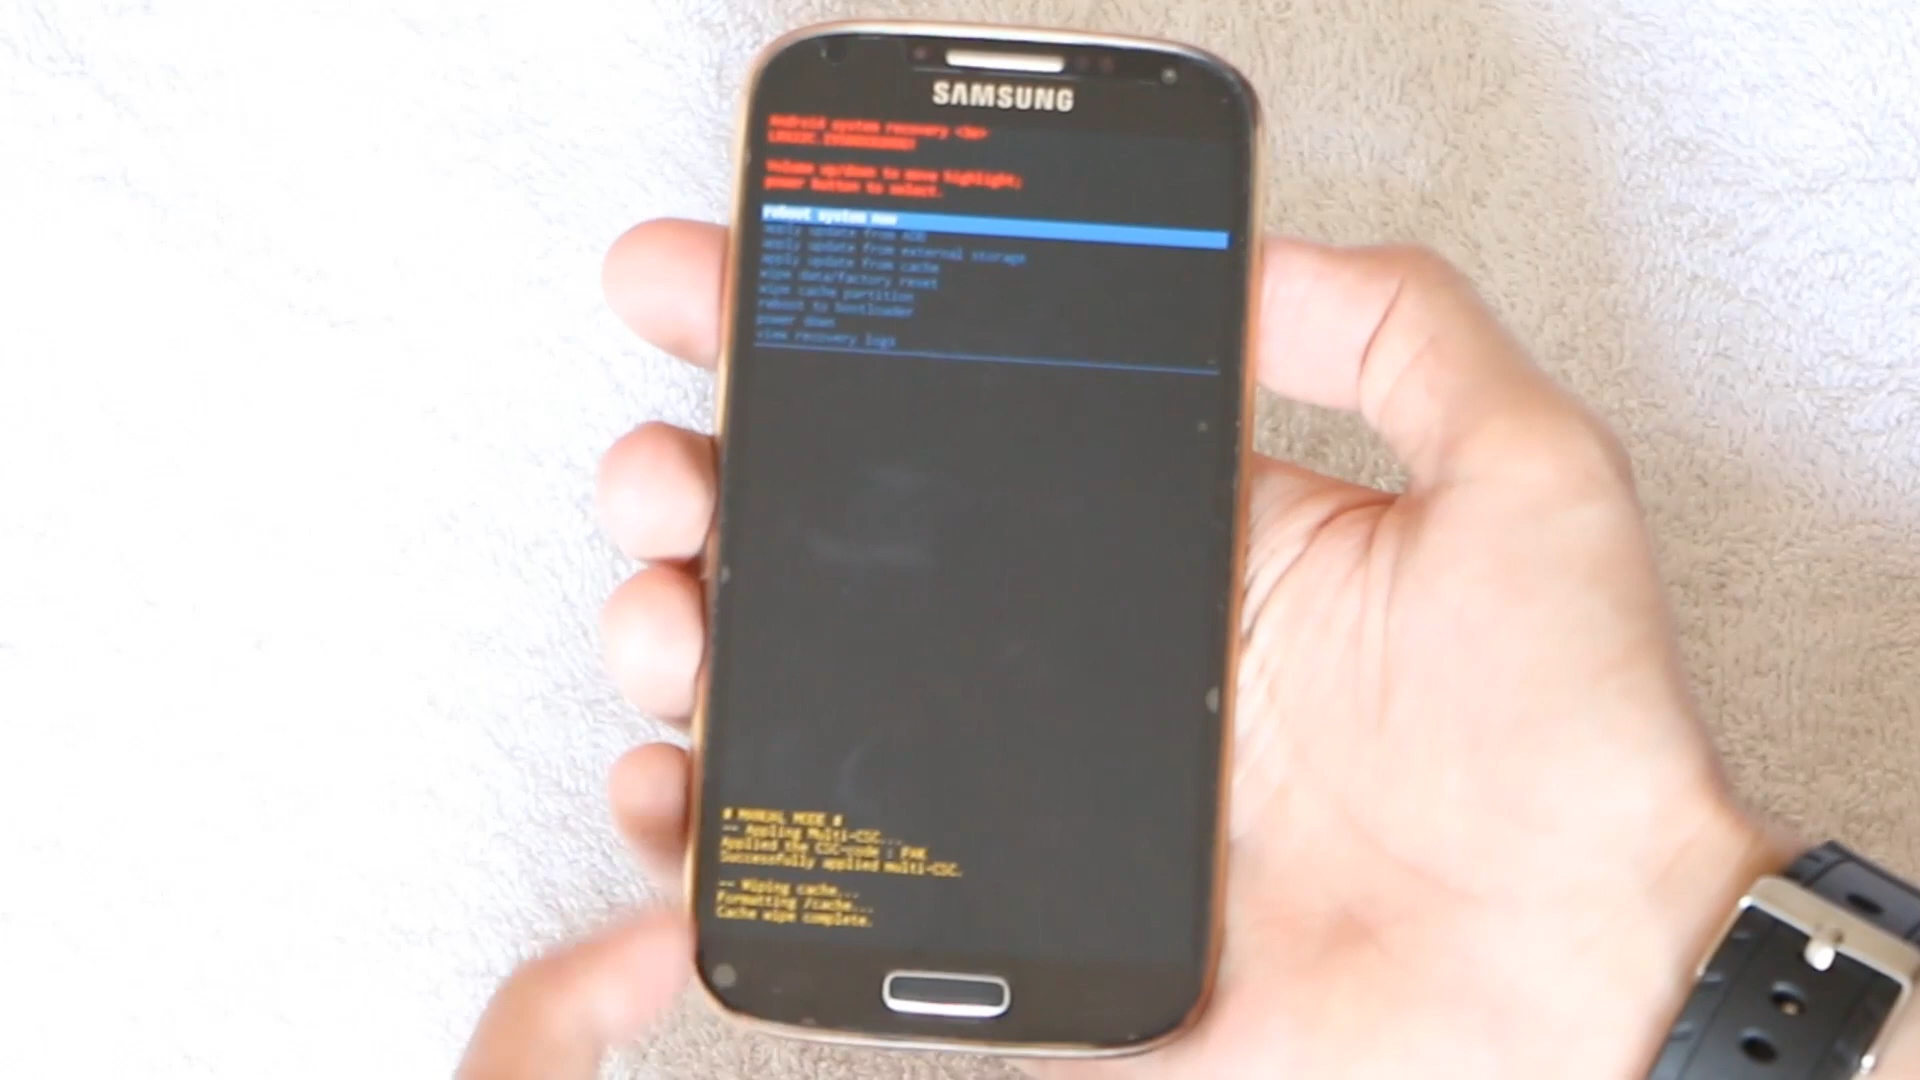 SAMSUNG
Android system recovery <3e>
Volume up/down to move highlight;
power button to select.
reboot system now
apply update from ADB
apply update from external storage
apply update from cache
wipe data/factory reset
wipe cache partition
reboot to bootloader
power down
view recovery logs
# MANUAL MODE #
-- Appling Multi-CSC...
Applied the CSC-code : PAK
Successfully applied multi-CSC.
-- Wiping cache...
Formatting /cache...
Cache wipe complete.